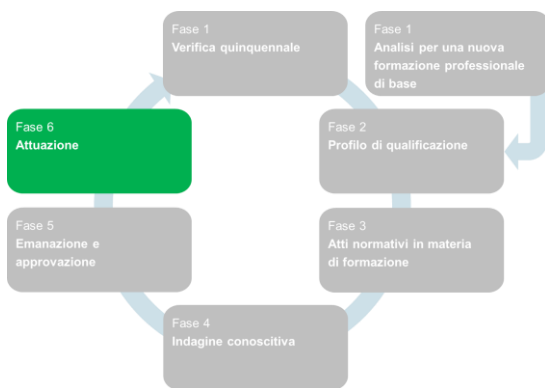 Fase 1
Verifica quinquennale
Fase 1
Analisi per una nuova
formazione professionale
di base
Fase 6
Attuazione
Fase 2
Profilo di qualificazione
Fase 5
Emanazione e
approvazione
Fase 3
Atti normativi in materia
di formazione
Fase 4
Indagine conoscitiva